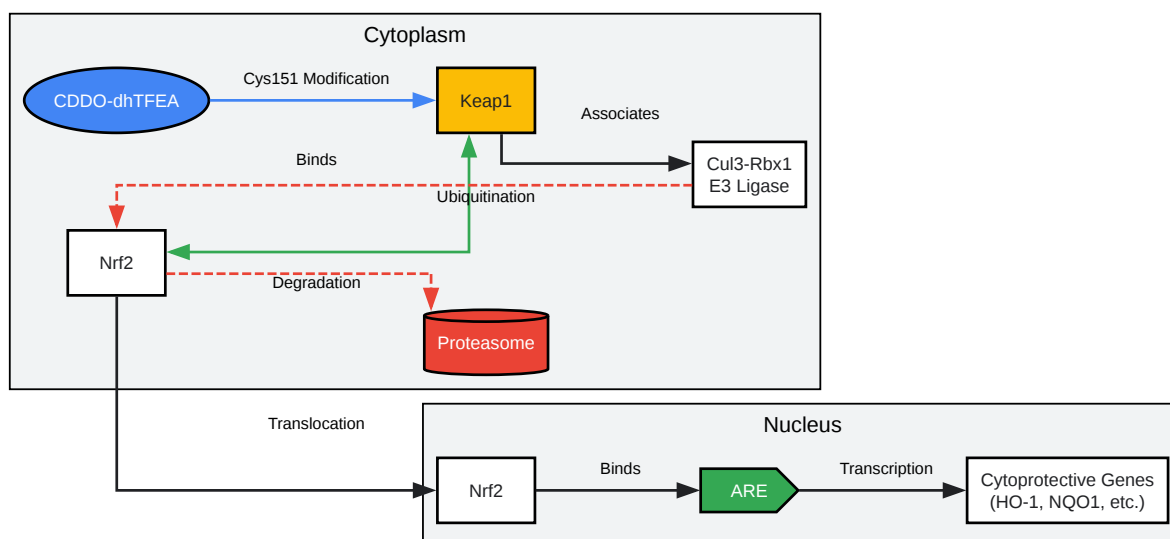 Cytoplasm
Cys151 Modification
CDDO-dhTFEA
Keap1
Associates
Binds
Cul3-Rbx1
E3 Ligase
Ubiquitination
Nrf2
Degradation
Proteasome
Translocation
Nucleus
Nrf2
Binds
ARE
Transcription
Cytoprotective Genes
(HO-1, NQO1, etc.)